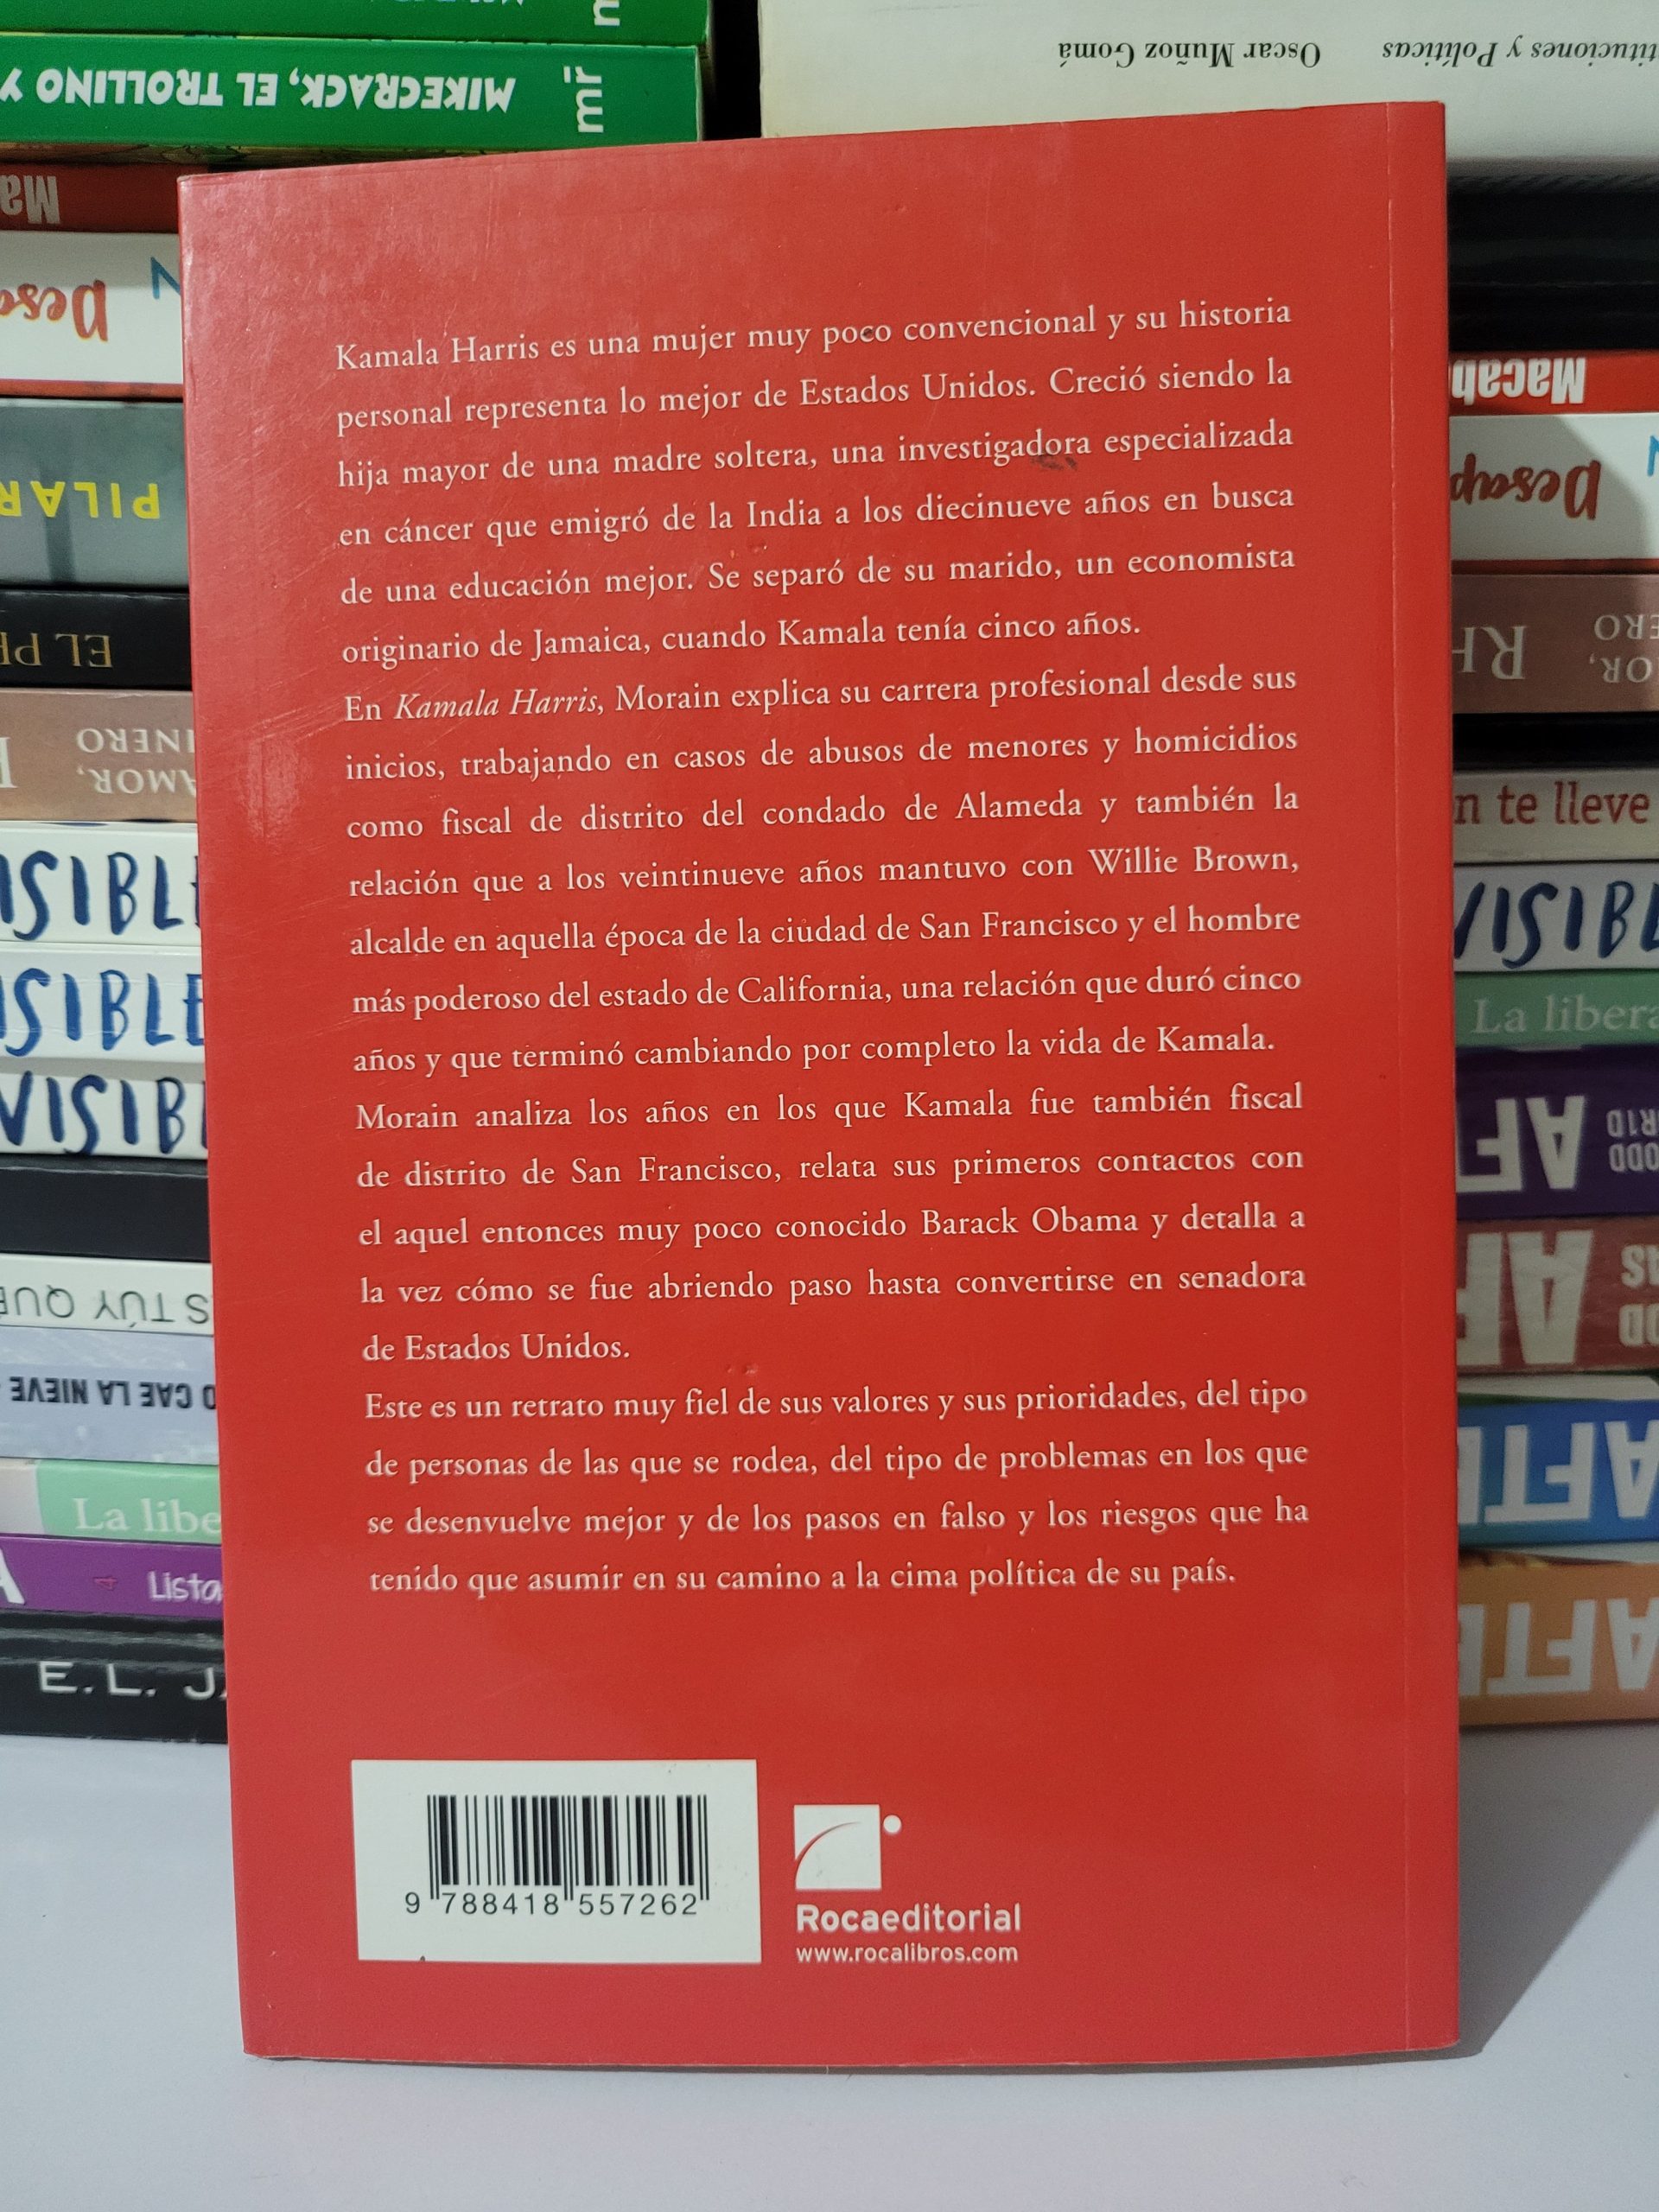 MIKECRACK, EL TROLLINO Y
mr
Oscar Muñoz Gomá
Políticas
Kamala Harris es una mujer muy poco convencional y su historia
personal representa lo mejor de Estados Unidos. Creció siendo la
hija mayor de una madre soltera, una investigadora especializada
en cáncer que emigró de la India a los diecinueve años en busca
de una educación mejor. Se separó de su marido, un economista
originario de Jamaica, cuando Kamala tenía cinco años.
En Kamala Harris, Morain explica su carrera profesional desde sus
inicios, trabajando en casos de abusos de menores y homicidios
como fiscal de distrito del condado de Alameda y también la
relación que a los veintinueve años mantuvo con Willie Brown,
alcalde en aquella época de la ciudad de San Francisco y el hombre
más poderoso del estado de California, una relación que duró cinco
años y que terminó cambiando por completo la vida de Kamala.
Morain analiza los años en los que Kamala fue también fiscal
de distrito de San Francisco, relata sus primeros contactos con
el aquel entonces muy poco conocido Barack Obama y detalla a
la vez cómo se fue abriendo paso hasta convertirse en senadora
de Estados Unidos.
Este es un retrato muy fiel de sus valores y sus prioridades, del tipo
de personas de las que se rodea, del tipo de problemas en los que
se desenvuelve mejor y de los pasos en falso y los riesgos que ha
tenido que asumir en su camino a la cima política de su país.
9 788418 557262
Rocaeditorial
www.rocalibros.com
PILAR
EL
AMOR,
CAE LA NIEVE
La
E. L.
n te lleve
La